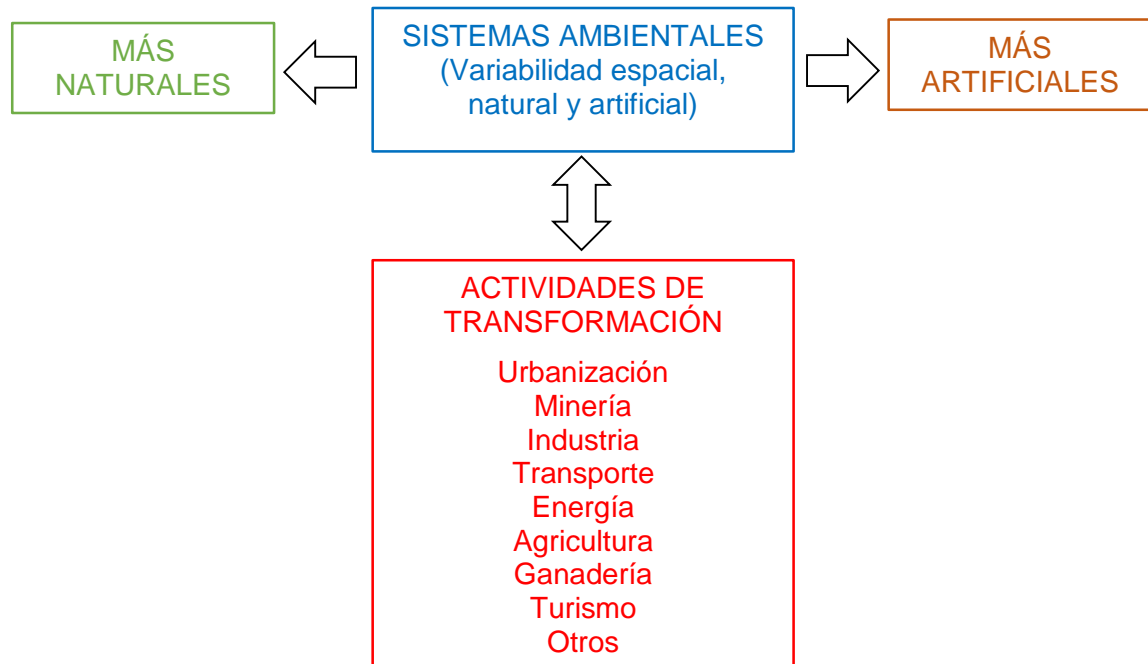 MÁS
NATURALES
SISTEMAS AMBIENTALES
(Variabilidad espacial,
natural y artificial)
MÁS
ARTIFICIALES
ACTIVIDADES DE
TRANSFORMACIÓN
Urbanización
Minería
Industria
Transporte
Energía
Agricultura
Ganadería
Turismo
Otros